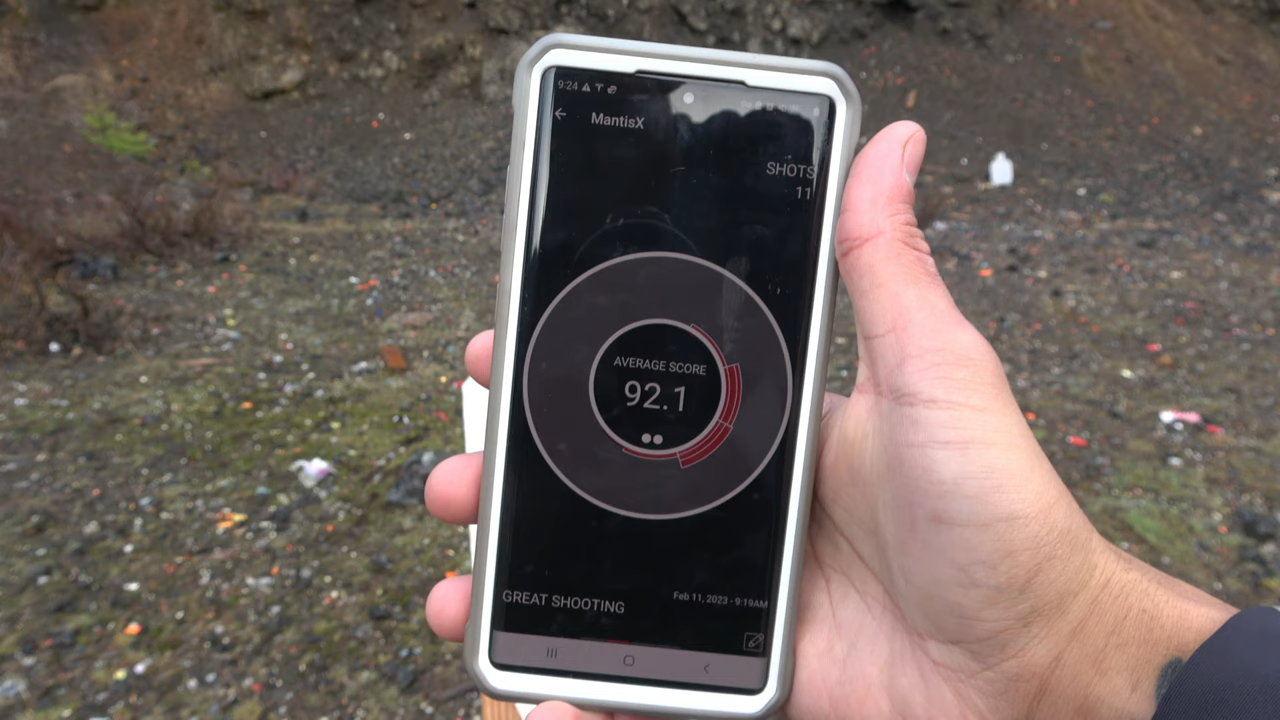 9:24
MantisX
SHOTS
11
AVERAGE SCORE
92.1
GREAT SHOOTING
Feb 11, 2023 - 9:19AM